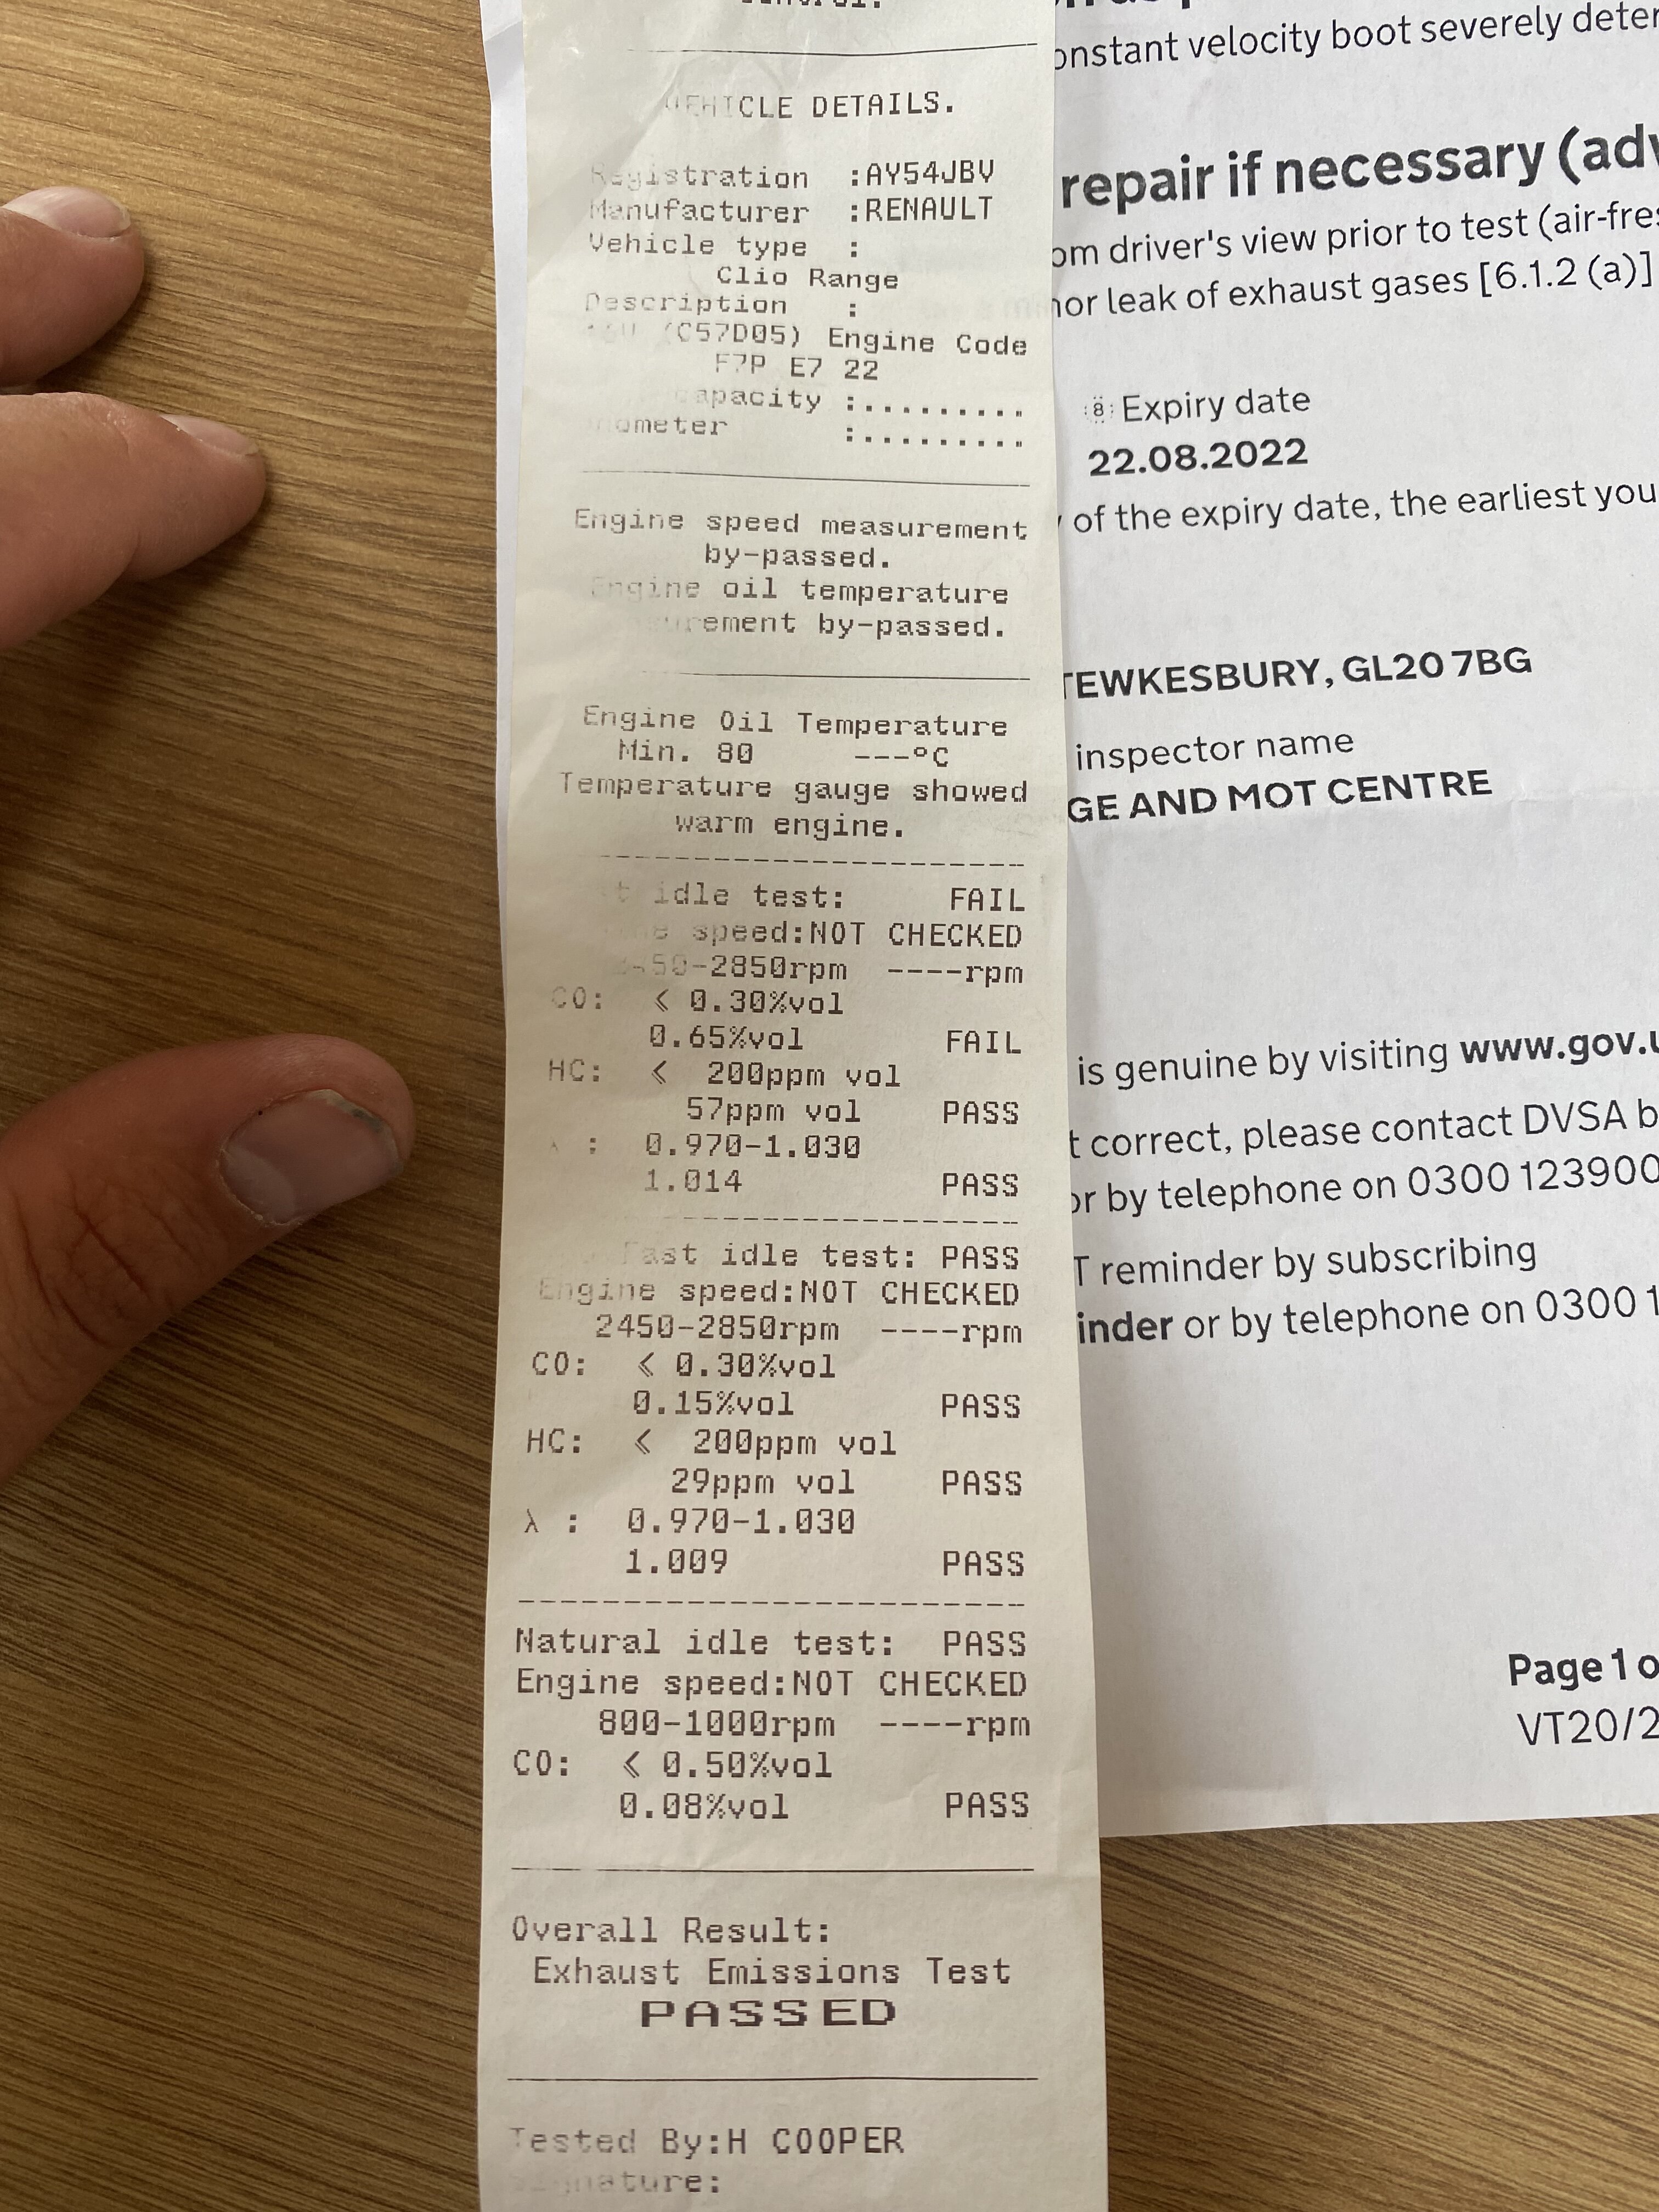 VEHICLE DETAILS.
Registration :AY54JBV
Manufacturer :RENAULT
Vehicle type :
Clio Range
Description :
(C57D05) Engine Code
F7P E7 22
apacity :.........
ometer :.........
Engine speed measurement
by-passed.
Engine oil temperature
urement by-passed.
Engine Oil Temperature
Min. 80 ---°C
Temperature gauge showed
warm engine.
t idle test: FAIL
e speed:NOT CHECKED
50-2850rpm ----rpm
CO: < 0.30%vol
0.65%vol FAIL
HC: < 200ppm vol
57ppm vol PASS
λ : 0.970-1.030
1.014 PASS
fast idle test: PASS
Engine speed:NOT CHECKED
2450-2850rpm ----rpm
CO: < 0.30%vol
0.15%vol PASS
HC: < 200ppm vol
29ppm vol PASS
λ : 0.970-1.030
1.009 PASS
Natural idle test: PASS
Engine speed:NOT CHECKED
800-1000rpm ----rpm
CO: < 0.50%vol
0.08%vol PASS
Overall Result:
Exhaust Emissions Test
PASSED
Tested By:H COOPER
Signature:
onstant velocity boot severely deter
repair if necessary (adv
om driver's view prior to test (air-fres
nor leak of exhaust gases [6.1.2 (a)]
8 Expiry date
22.08.2022
of the expiry date, the earliest you
TEWKESBURY, GL20 7BG
inspector name
GE AND MOT CENTRE
is genuine by visiting www.gov.u
t correct, please contact DVSA b
or by telephone on 0300 123900
T reminder by subscribing
inder or by telephone on 0300 1
Page 1 o
VT20/2